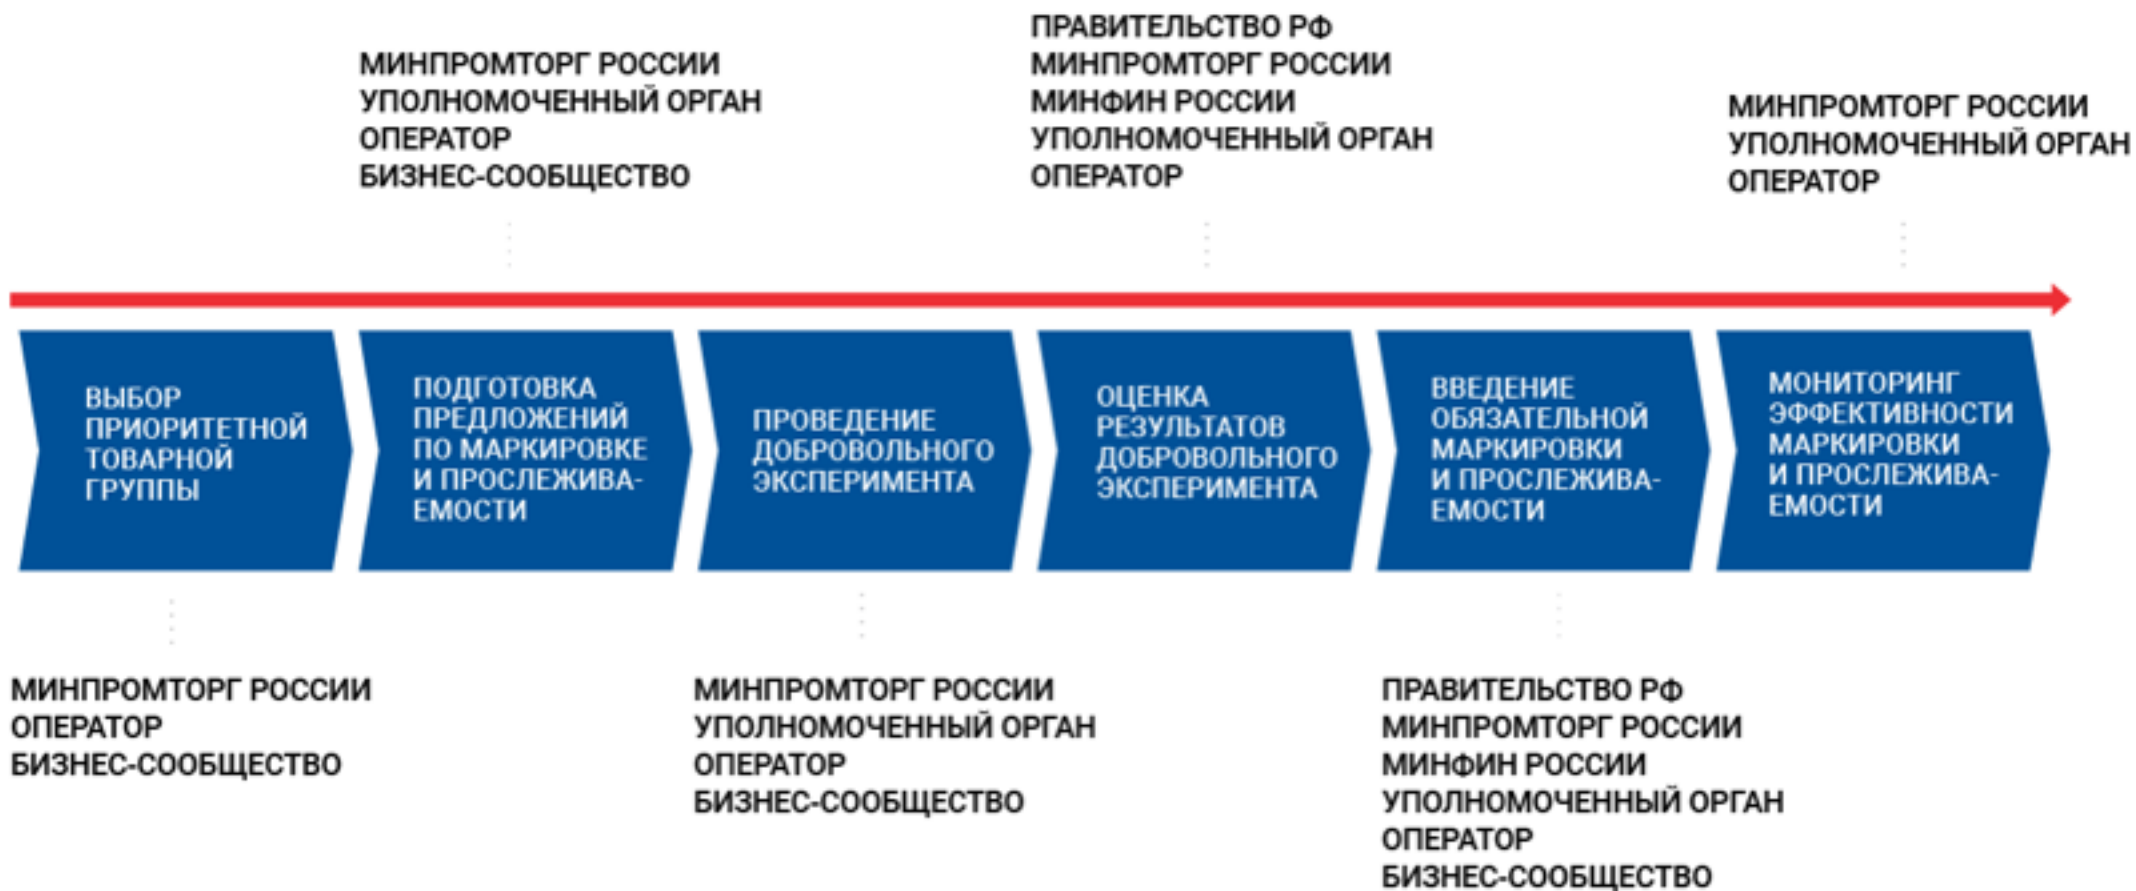 МИНПРОМТОРГ РОССИИ
УПОЛНОМОЧЕННЫЙ ОРГАН
ОПЕРАТОР
БИЗНЕС-СООБЩЕСТВО
ПРАВИТЕЛЬСТВО РФ
МИНПРОМТОРГ РОССИИ
МИНФИН РОССИИ
УПОЛНОМОЧЕННЫЙ ОРГАН
ОПЕРАТОР
МИНПРОМТОРГ РОССИИ
УПОЛНОМОЧЕННЫЙ ОРГАН
ОПЕРАТОР
ВЫБОР
ПРИОРИТЕТНОЙ
ТОВАРНОЙ
ГРУППЫ
ПОДГОТОВКА
ПРЕДЛОЖЕНИЙ
ПО МАРКИРОВКЕ
И ПРОСЛЕЖИВА-
ЕМОСТИ
ПРОВЕДЕНИЕ
ДОБРОВОЛЬНОГО
ЭКСПЕРИМЕНТА
ОЦЕНКА
РЕЗУЛЬТАТОВ
ДОБРОВОЛЬНОГО
ЭКСПЕРИМЕНТА
ВВЕДЕНИЕ
ОБЯЗАТЕЛЬНОЙ
МАРКИРОВКИ
И ПРОСЛЕЖИВА-
ЕМОСТИ
МОНИТОРИНГ
ЭФФЕКТИВНОСТИ
МАРКИРОВКИ
И ПРОСЛЕЖИВА-
ЕМОСТИ
МИНПРОМТОРГ РОССИИ
ОПЕРАТОР
БИЗНЕС-СООБЩЕСТВО
МИНПРОМТОРГ РОССИИ
УПОЛНОМОЧЕННЫЙ ОРГАН
ОПЕРАТОР
БИЗНЕС-СООБЩЕСТВО
ПРАВИТЕЛЬСТВО РФ
МИНПРОМТОРГ РОССИИ
МИНФИН РОССИИ
УПОЛНОМОЧЕННЫЙ ОРГАН
ОПЕРАТОР
БИЗНЕС-СООБЩЕСТВО